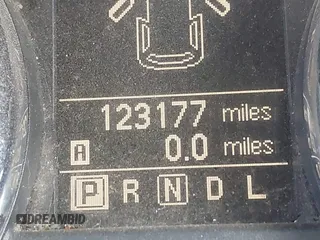 123177 miles
A 0.0 miles
P R N D L
DREAMBID